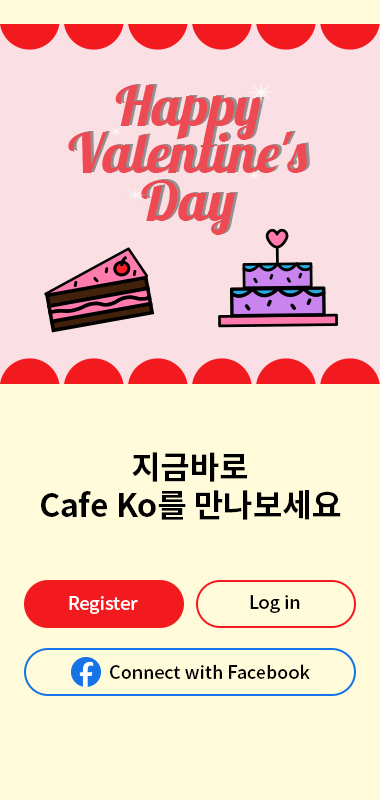 Happy
Valentine's
Day
지금바로
Cafe Ko를 만나보세요
Register
Log in
Connect with Facebook